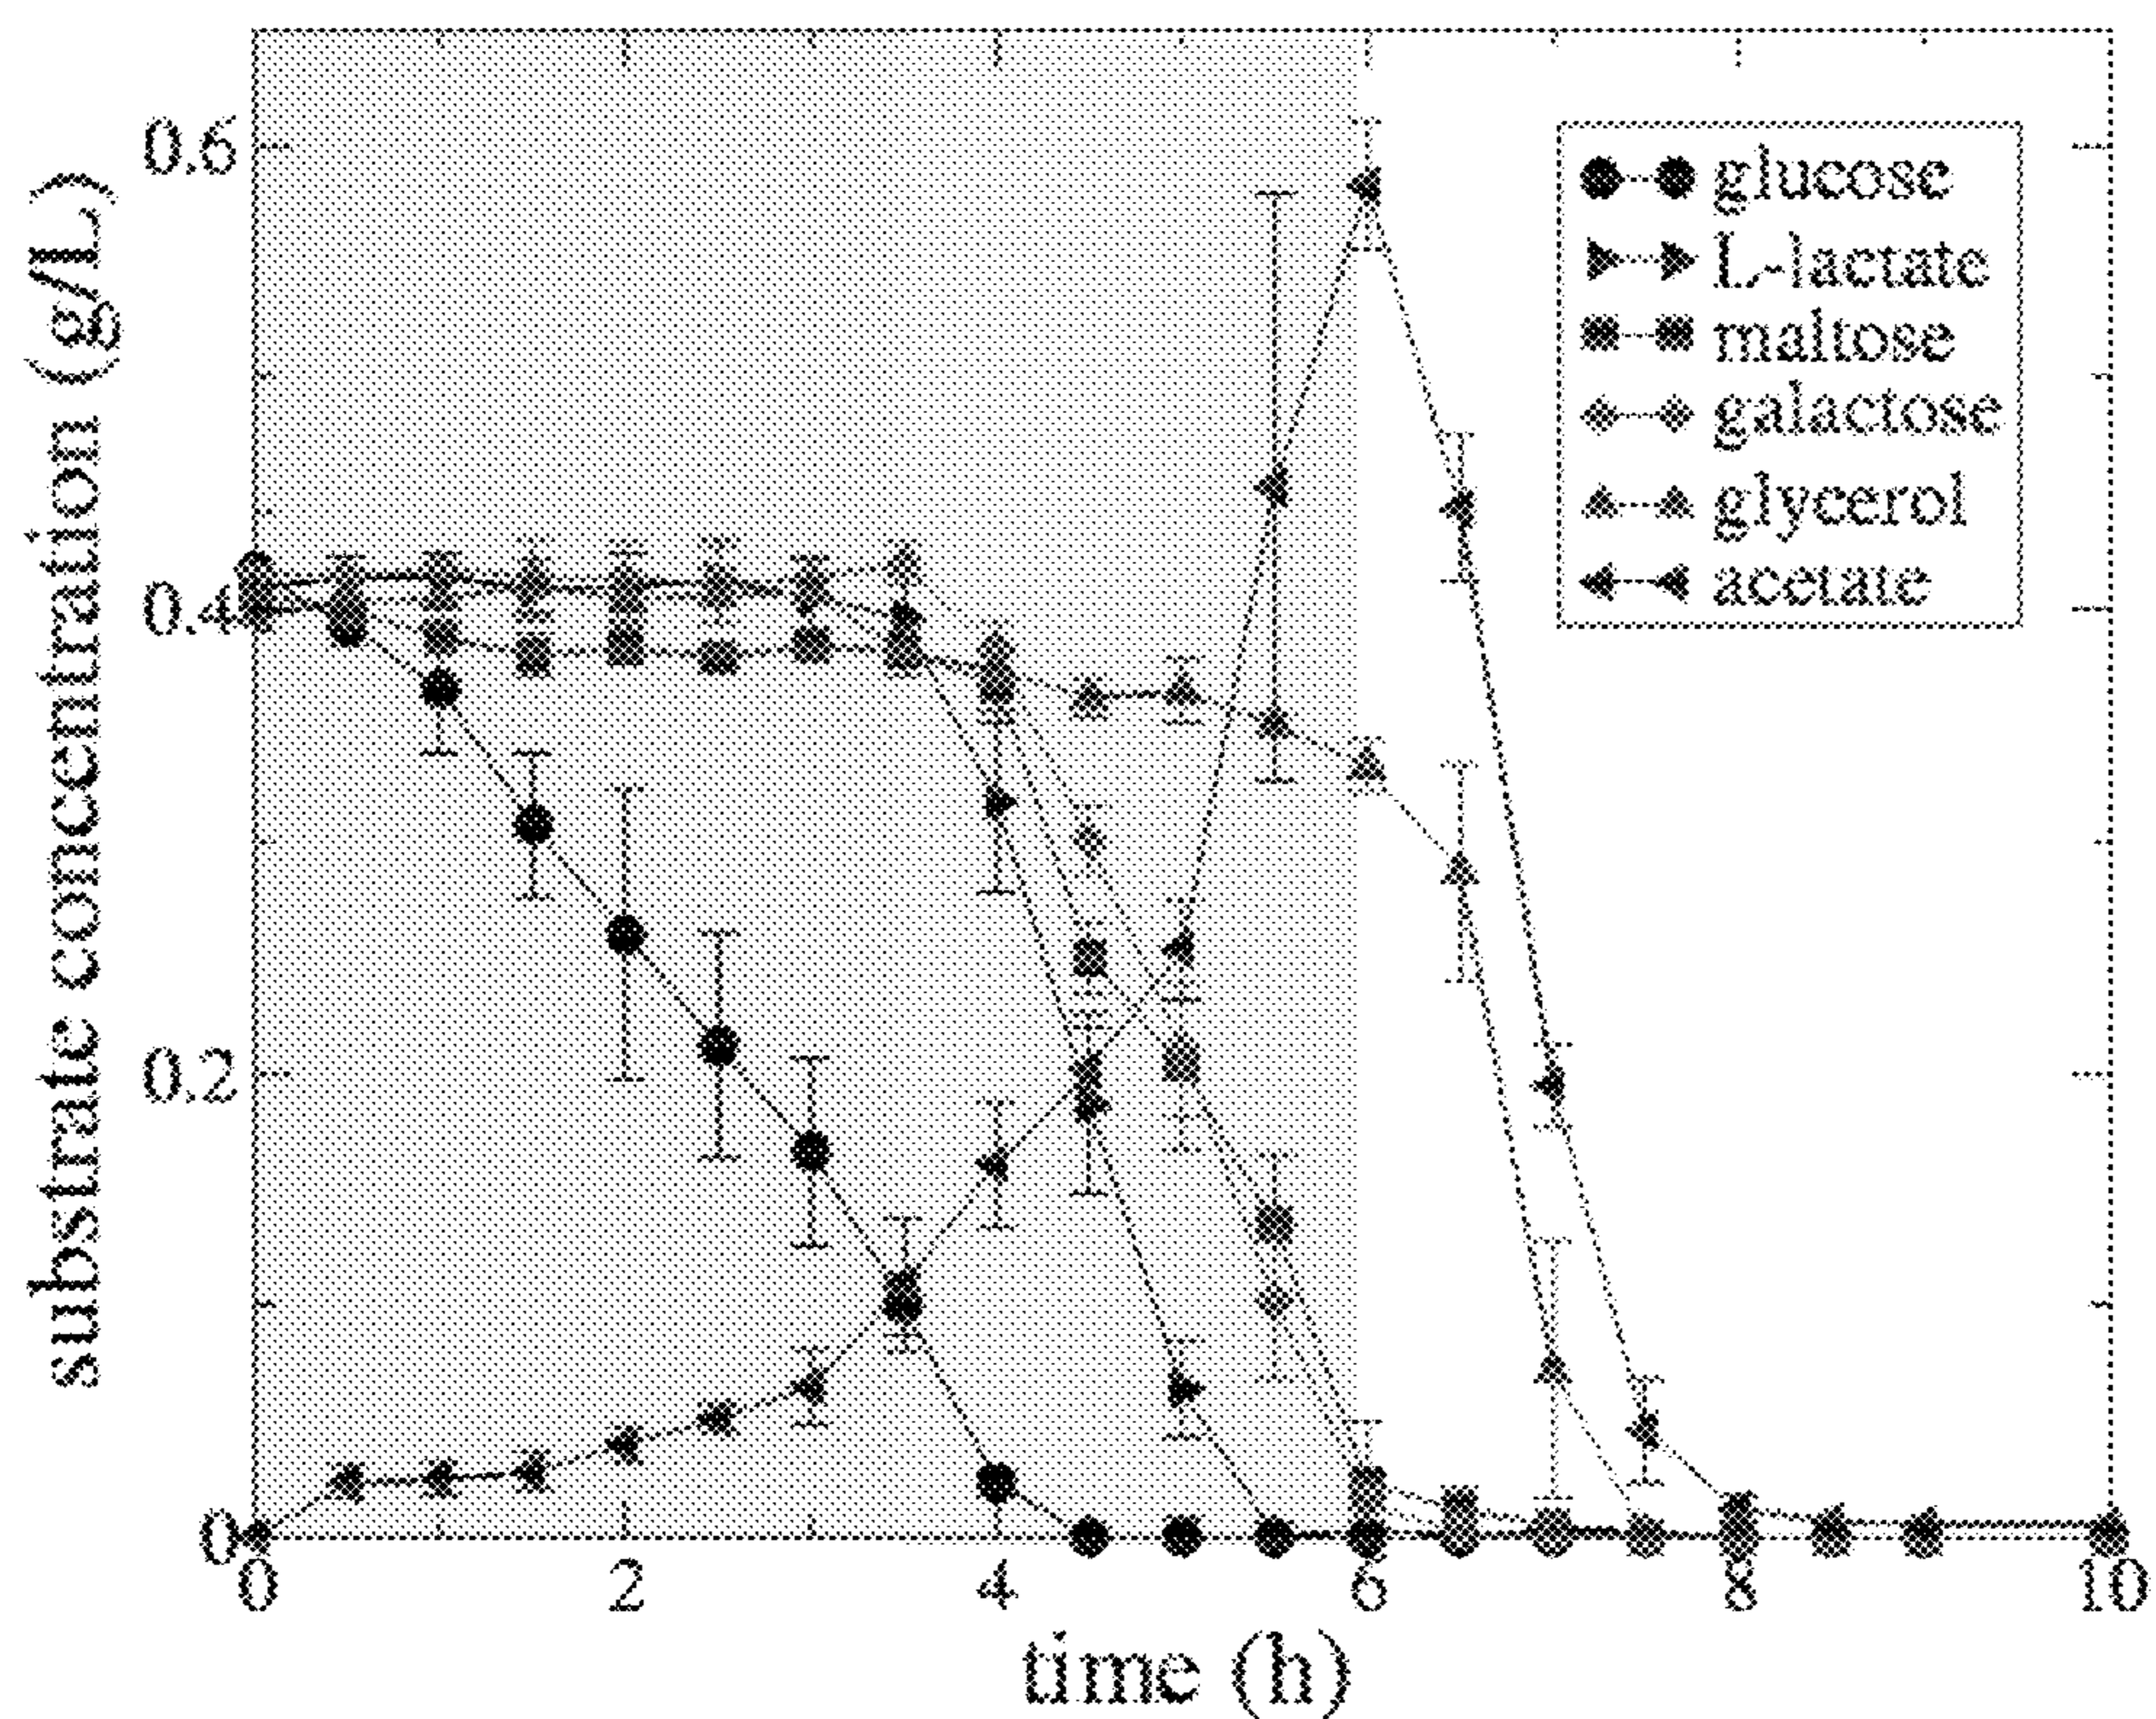 substrate concentration (g/L)
0.6
0.4
0.2
0
glucose
L-lactate
maltose
galactose
glycerol
acetate
0 2 4 6 8 10
time (h)